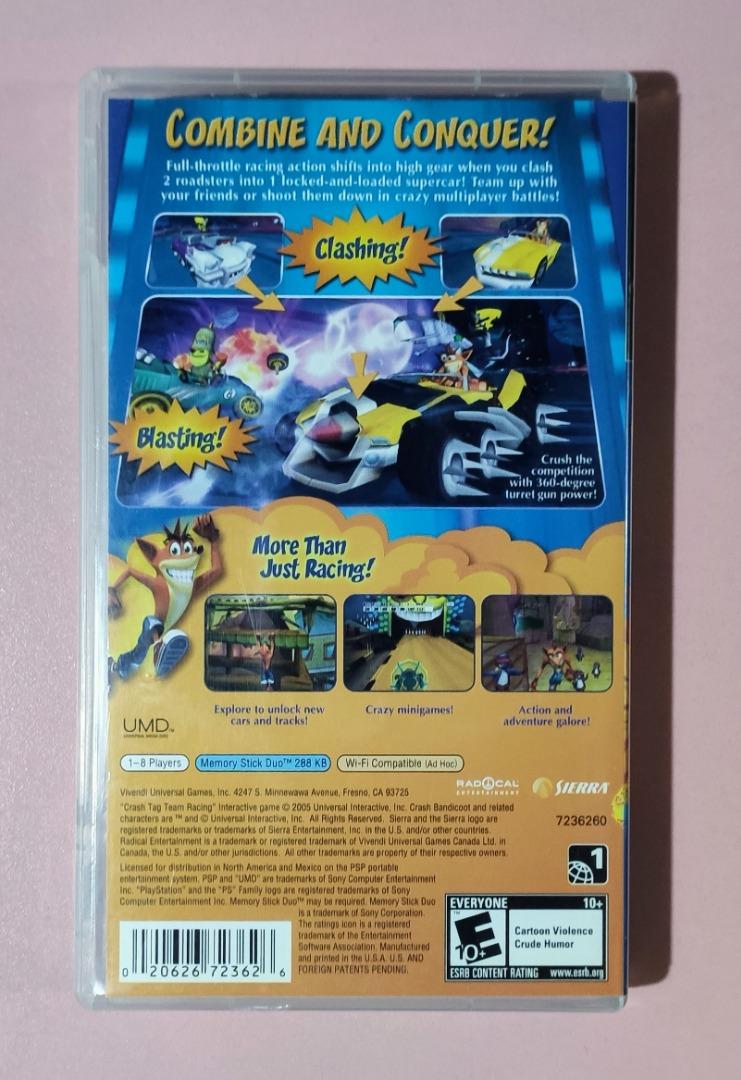 COMBINE AND CONQUER!
Full-throttle racing action shifts into high gear when you clash
2 roadsters into 1 locked-and-loaded supercar! Team up with
your friends or shoot them down in crazy multiplayer battles!
Clashing!
Blasting!
Crush the
competition
with 360-degree
turret gun power!
More Than
Just Racing!
Explore to unlock new
cars and tracks!
Crazy minigames!
Action and
adventure galore!
UMD™
1-8 Players
Memory Stick Duo™ 288 KB
Wi-Fi Compatible (Ad Hoc)
Vivendi Universal Games, Inc. 4247 S. Minnewawa Avenue, Fresno, CA 93725
RADICAL
ENTERTAINMENT
SIERRA
"Crash Tag Team Racing" Interactive game © 2005 Universal Interactive, Inc. Crash Bandicoot and related
characters are ™ and © Universal Interactive, Inc. All Rights Reserved. Sierra and the Sierra logo are
registered trademarks or trademarks of Sierra Entertainment, Inc. in the U.S. and/or other countries.
Radical Entertainment is a trademark or registered trademark of Vivendi Universal Games Canada Ltd. in
Canada, the U.S. and/or other jurisdictions. All other trademarks are property of their respective owners.
7236260
Licensed for distribution in North America and Mexico on the PSP portable
entertainment system. PSP and "UMD" are trademarks of Sony Computer Entertainment
Inc. "PlayStation" and the "PS" Family logo are registered trademarks of Sony
Computer Entertainment Inc. Memory Stick Duo™ may be required. Memory Stick Duo
is a trademark of Sony Corporation.
The ratings icon is a registered
trademark of the Entertainment
Software Association. Manufactured
and printed in the U.S.A. U.S. AND
FOREIGN PATENTS PENDING.
1
EVERYONE 10+
E
10+
Cartoon Violence
Crude Humor
ESRB CONTENT RATING www.esrb.org
0 20626 72362 6